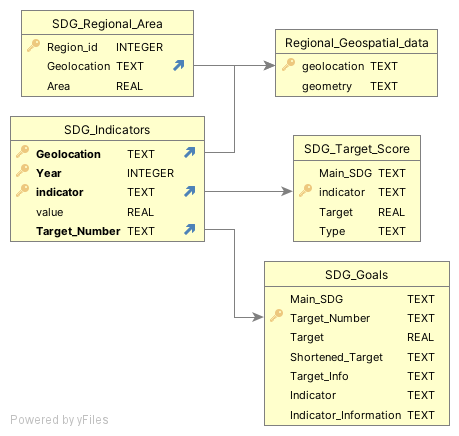 SDG_Regional_Area
Region_id INTEGER
Geolocation TEXT
Area REAL
Regional_Geospatial_data
geolocation TEXT
geometry TEXT
SDG_Indicators
Geolocation TEXT
Year INTEGER
indicator TEXT
value REAL
Target_Number TEXT
SDG_Target_Score
Main_SDG TEXT
indicator TEXT
Target REAL
Type TEXT
SDG_Goals
Main_SDG TEXT
Target_Number TEXT
Target REAL
Shortened_Target TEXT
Target_Info TEXT
Indicator TEXT
Indicator_Information TEXT
Powered by yFiles